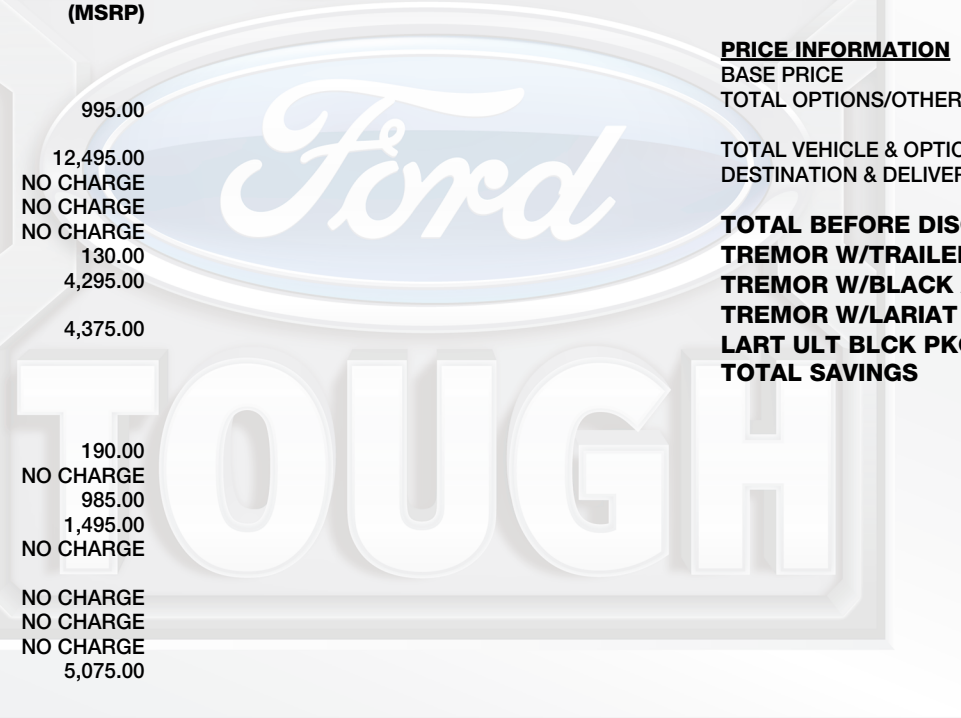 (MSRP)
995.00
12,495.00
NO CHARGE
NO CHARGE
NO CHARGE
130.00
4,295.00
4,375.00
190.00
NO CHARGE
985.00
1,495.00
NO CHARGE
NO CHARGE
NO CHARGE
NO CHARGE
5,075.00
Ford
TOUGH
PRICE INFORMATION
BASE PRICE
TOTAL OPTIONS/OTHER
TOTAL VEHICLE & OPTIO
DESTINATION & DELIVER
TOTAL BEFORE DIS
TREMOR W/TRAILE
TREMOR W/BLACK
TREMOR W/LARIAT
LART ULT BLCK PK
TOTAL SAVINGS